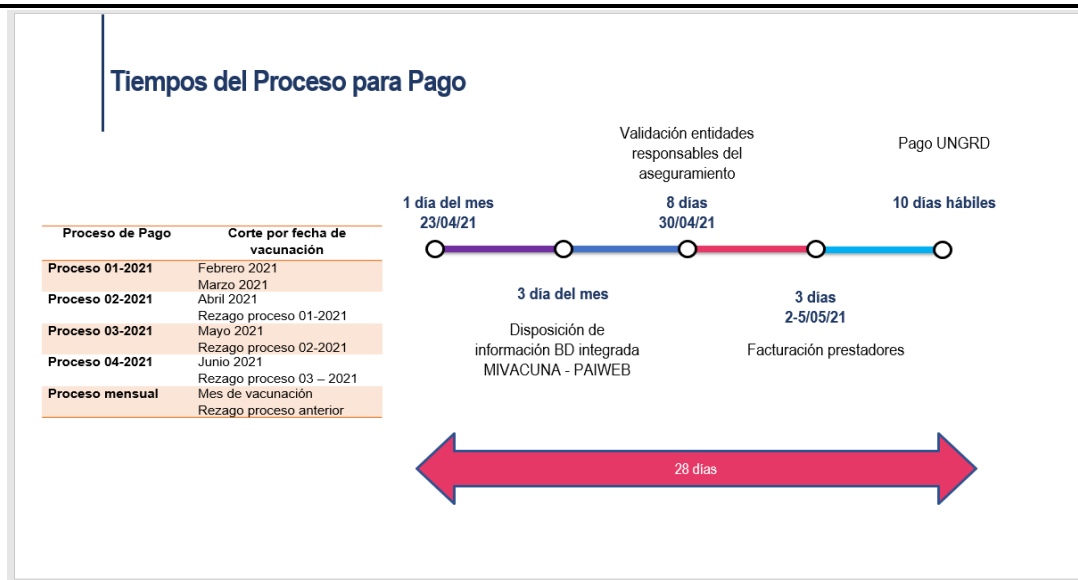 Tiempos del Proceso para Pago
Validación entidades
responsables del
aseguramiento
Pago UNGRD
1 día del mes
23/04/21
8 días
30/04/21
10 días hábiles
Proceso de Pago
Corte por fecha de
vacunación
Proceso 01-2021
Febrero 2021
Marzo 2021
Proceso 02-2021
Abril 2021
Rezago proceso 01-2021
Proceso 03-2021
Mayo 2021
Rezago proceso 02-2021
Proceso 04-2021
Junio 2021
Rezago proceso 03 – 2021
Proceso mensual
Mes de vacunación
Rezago proceso anterior
3 día del mes
Disposición de
información BD integrada
MIVACUNA - PAIWEB
3 días
2-5/05/21
Facturación prestadores
28 días